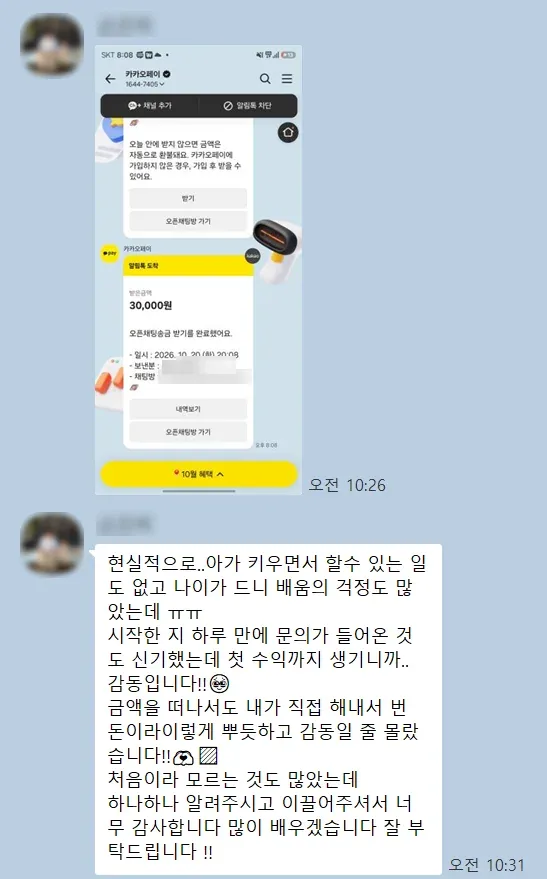 SKT 8:08
카카오페이
1644-7405
채널 추가
알림톡 차단
오늘 안에 받지 않으면 금액은
자동으로 환불돼요. 카카오페이에
가입하지 않은 경우, 가입 후 받을 수
있어요.
받기
오픈채팅방 가기
pay
카카오페이
kakao
알림톡 도착
받은금액
30,000원
오픈채팅송금 받기를 완료했어요.
- 일시 : 2026. 10. 20 (화) 20:08
- 보낸분 :
- 채팅방
내역보기
오픈채팅방 가기
오후 8:08
10월 혜택
오전 10:26
현실적으로..아가 키우면서 할수 있는 일
도 없고 나이가 드니 배움의 걱정도 많
았는데 ㅠㅠ
시작한 지 하루 만에 문의가 들어온 것
도 신기했는데 첫 수익까지 생기니까..
감동입니다!!
금액을 떠나서도 내가 직접 해내서 번
돈이라이렇게 뿌듯하고 감동일 줄 몰랐
습니다!!
처음이라 모르는 것도 많았는데
하나하나 알려주시고 이끌어주셔서 너
무 감사합니다 많이 배우겠습니다 잘 부
탁드립니다 !!
오전 10:31